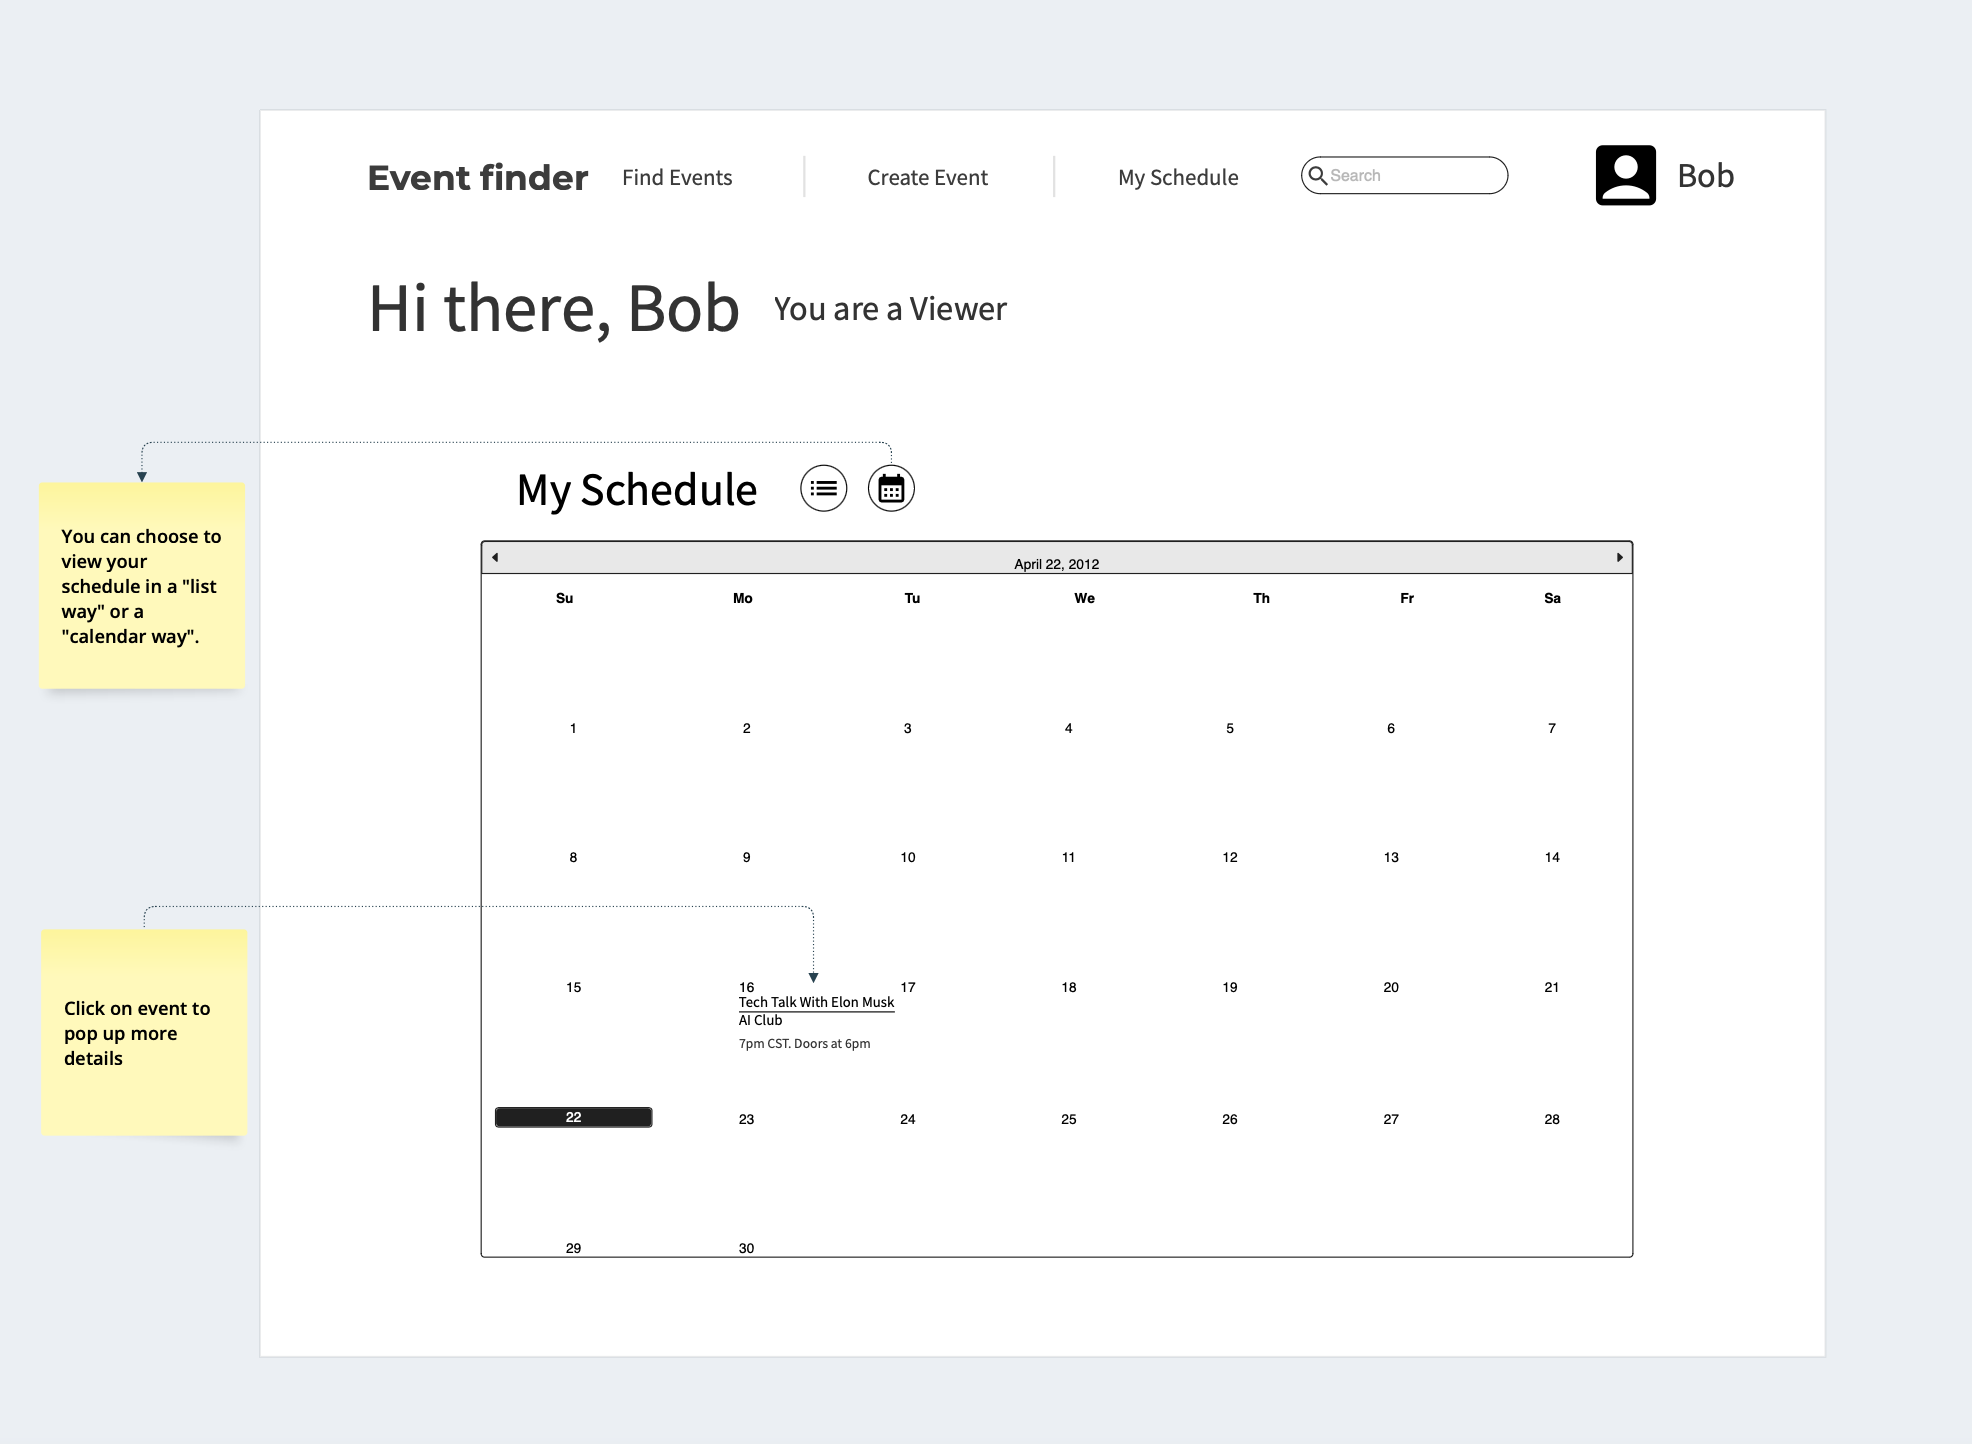 Event finder Find Events Create Event My Schedule Search Bob
Hi there, Bob You are a Viewer
My Schedule
You can choose to
view your
schedule in a "list
way" or a
"calendar way".
April 22, 2012
Su Mo Tu We Th Fr Sa
1 2 3 4 5 6 7
8 9 10 11 12 13 14
15 16 17 18 19 20 21
Tech Talk With Elon Musk
AI Club
7pm CST. Doors at 6pm
Click on event to
pop up more
details
22 23 24 25 26 27 28
29 30